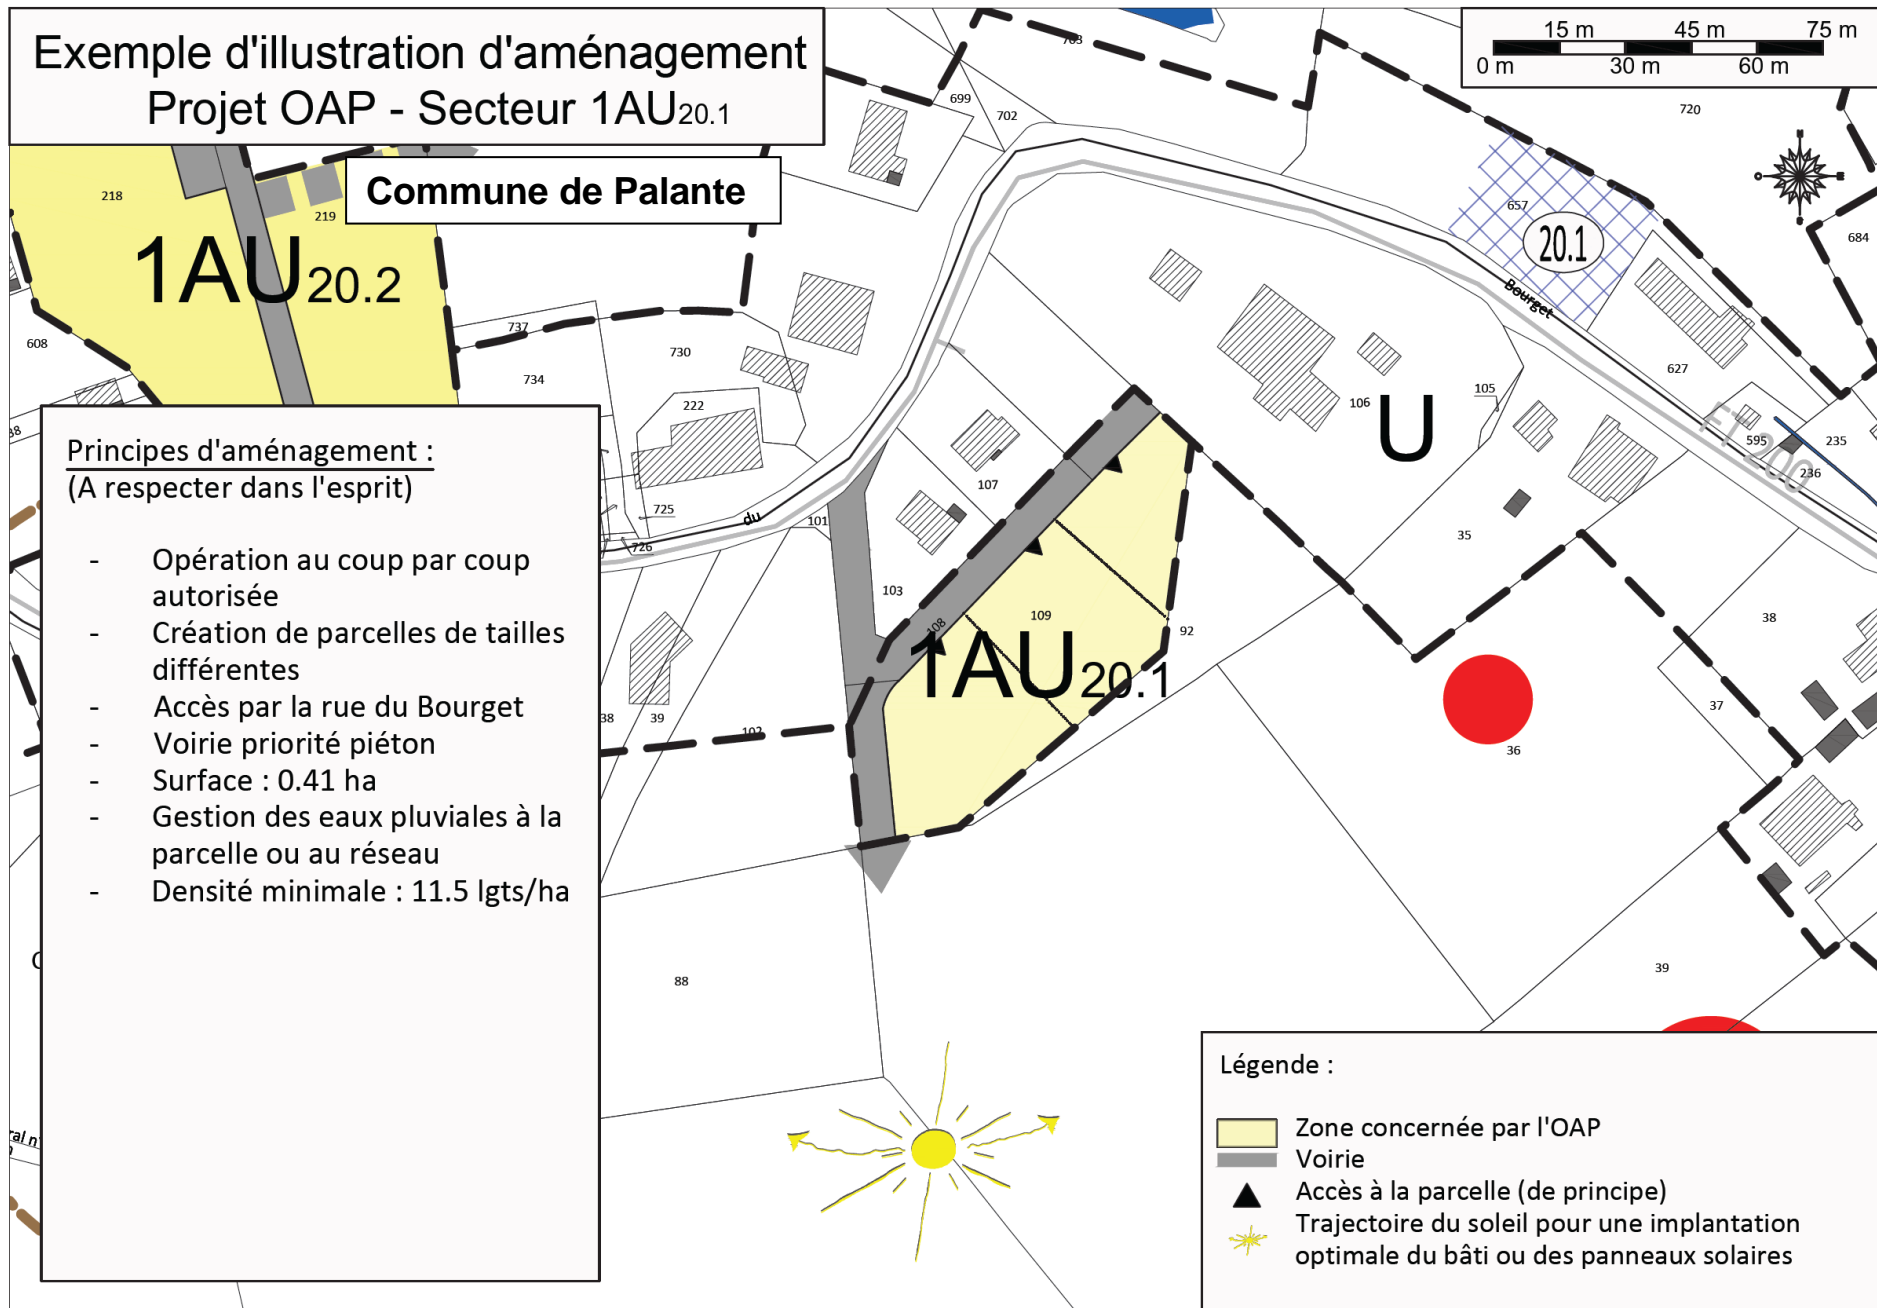 Exemple d'illustration d'aménagement
Projet OAP - Secteur 1AU20.1
Commune de Palante
15 m 45 m 75 m
0 m 30 m 60 m
703
699
702
720
218
219
1AU20.2
657
20.1
684
608
737
730
734
222
Bourget
627
106
105
U
FT 200
595
235
236
38
107
725
726
du
101
35
103
108
109
92
38
1AU20.1
38
39
102
37
36
88
39
Principes d'aménagement :
(A respecter dans l'esprit)
- Opération au coup par coup
autorisée
- Création de parcelles de tailles
différentes
- Accès par la rue du Bourget
- Voirie priorité piéton
- Surface : 0.41 ha
- Gestion des eaux pluviales à la
parcelle ou au réseau
- Densité minimale : 11.5 lgts/ha
Légende :
Zone concernée par l'OAP
Voirie
Accès à la parcelle (de principe)
Trajectoire du soleil pour une implantation
optimale du bâti ou des panneaux solaires